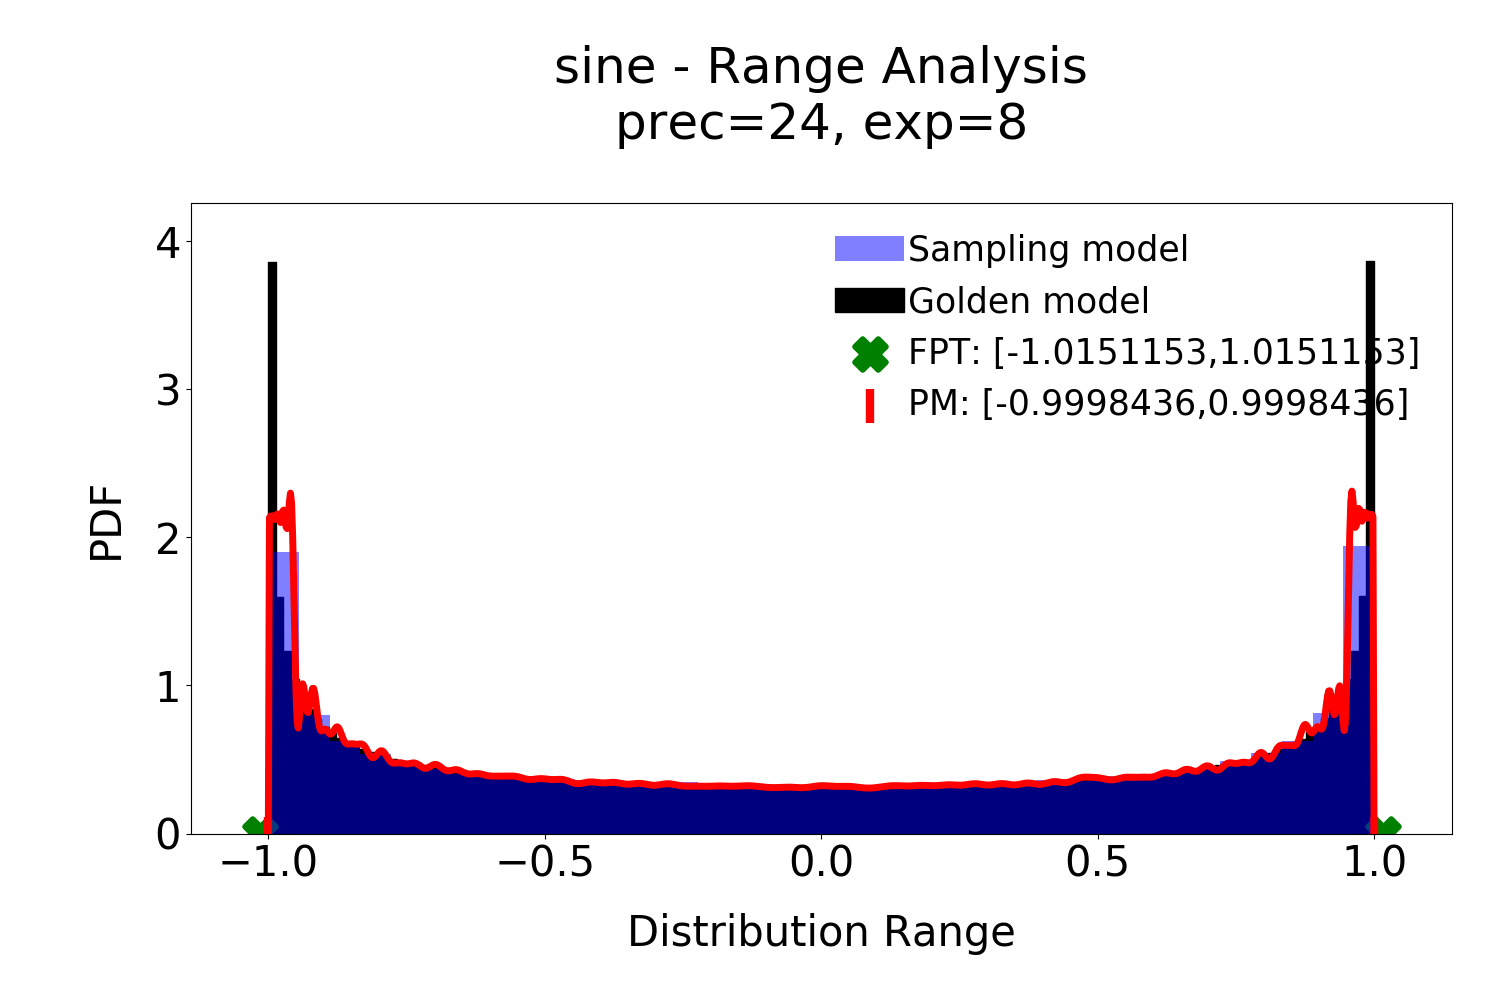 sine - Range Analysis
prec=24, exp=8
Sampling model
Golden model
FPT: [-1.0151153,1.0151153]
PM: [-0.9998436,0.9998436]
PDF
4
3
2
1
0
−1.0
−0.5
0.0
0.5
1.0
Distribution Range